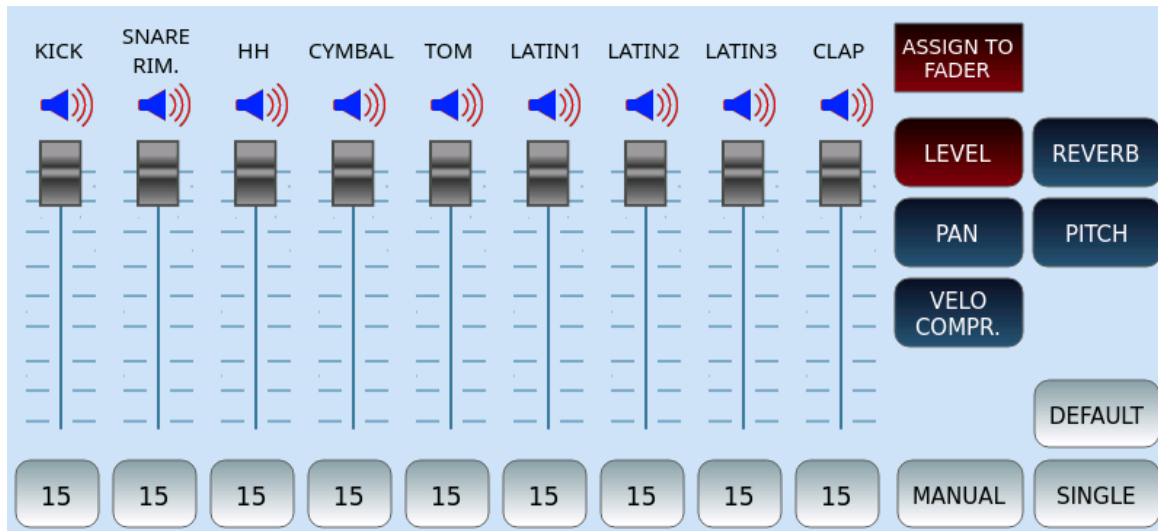 KICK
SNARE
RIM.
HH
CYMBAL
TOM
LATIN1
LATIN2
LATIN3
CLAP
ASSIGN TO
FADER
LEVEL
REVERB
PAN
PITCH
VELO
COMPR.
DEFAULT
15
15
15
15
15
15
15
15
15
MANUAL
SINGLE